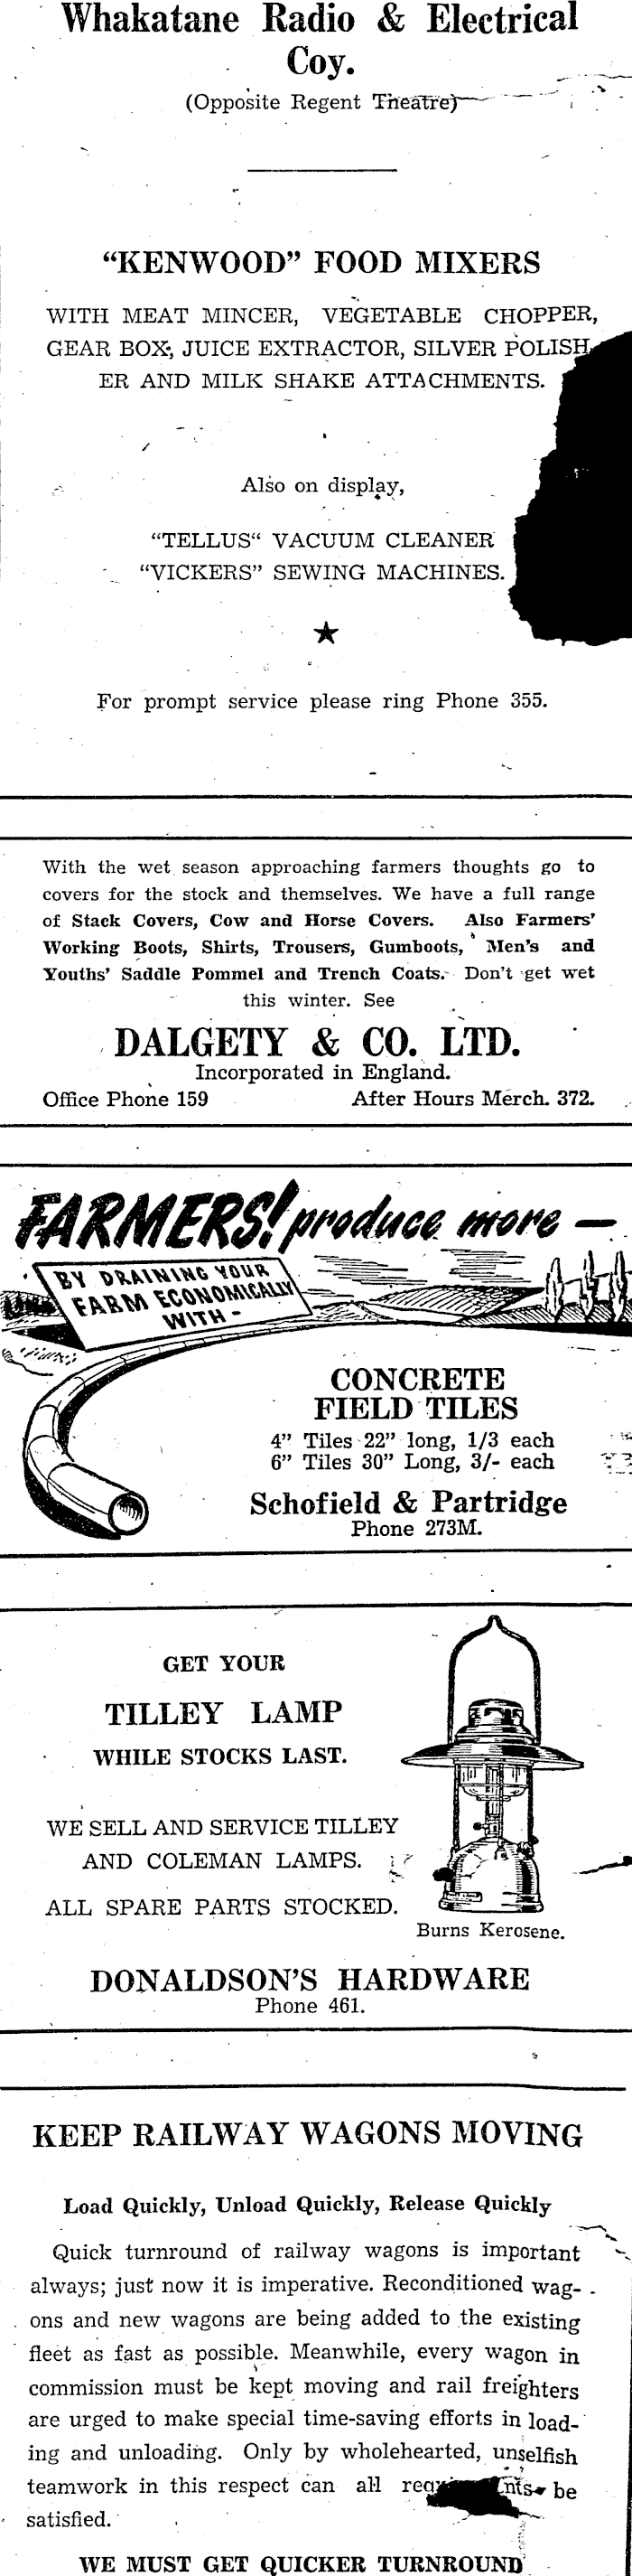 Whakatane Radio & Electrical
Coy.
(Opposite Regent Theatre)
"KENWOOD" FOOD MIXERS
WITH MEAT MINCER, VEGETABLE CHOPPER,
GEAR BOX, JUICE EXTRACTOR, SILVER POLISH-
ER AND MILK SHAKE ATTACHMENTS.
Also on display,
"TELLUS" VACUUM CLEANER
"VICKERS" SEWING MACHINES.
For prompt service please ring Phone 355.
With the wet season approaching farmers thoughts go to
covers for the stock and themselves. We have a full range
of Stack Covers, Cow and Horse Covers. Also Farmers'
Working Boots, Shirts, Trousers, Gumboots, Men's and
Youths' Saddle Pommel and Trench Coats. Don't get wet
this winter. See
DALGETY & CO. LTD.
Incorporated in England.
Office Phone 159 After Hours Merch. 372.
FARMERS! produce more —
BY DRAINING YOUR
FARM ECONOMICALLY
WITH -
CONCRETE
FIELD TILES
4" Tiles 22" long, 1/3 each
6" Tiles 30" Long, 3/- each
Schofield & Partridge
Phone 273M.
GET YOUR
TILLEY LAMP
WHILE STOCKS LAST.
WE SELL AND SERVICE TILLEY
AND COLEMAN LAMPS.
ALL SPARE PARTS STOCKED.
Burns Kerosene.
DONALDSON'S HARDWARE
Phone 461.
KEEP RAILWAY WAGONS MOVING
Load Quickly, Unload Quickly, Release Quickly
Quick turnround of railway wagons is important
always; just now it is imperative. Reconditioned wag-
ons and new wagons are being added to the existing
fleet as fast as possible. Meanwhile, every wagon in
commission must be kept moving and rail freighters
are urged to make special time-saving efforts in load-
ing and unloading. Only by wholehearted, unselfish
teamwork in this respect can all be
satisfied.
WE MUST GET QUICKER TURNROUND